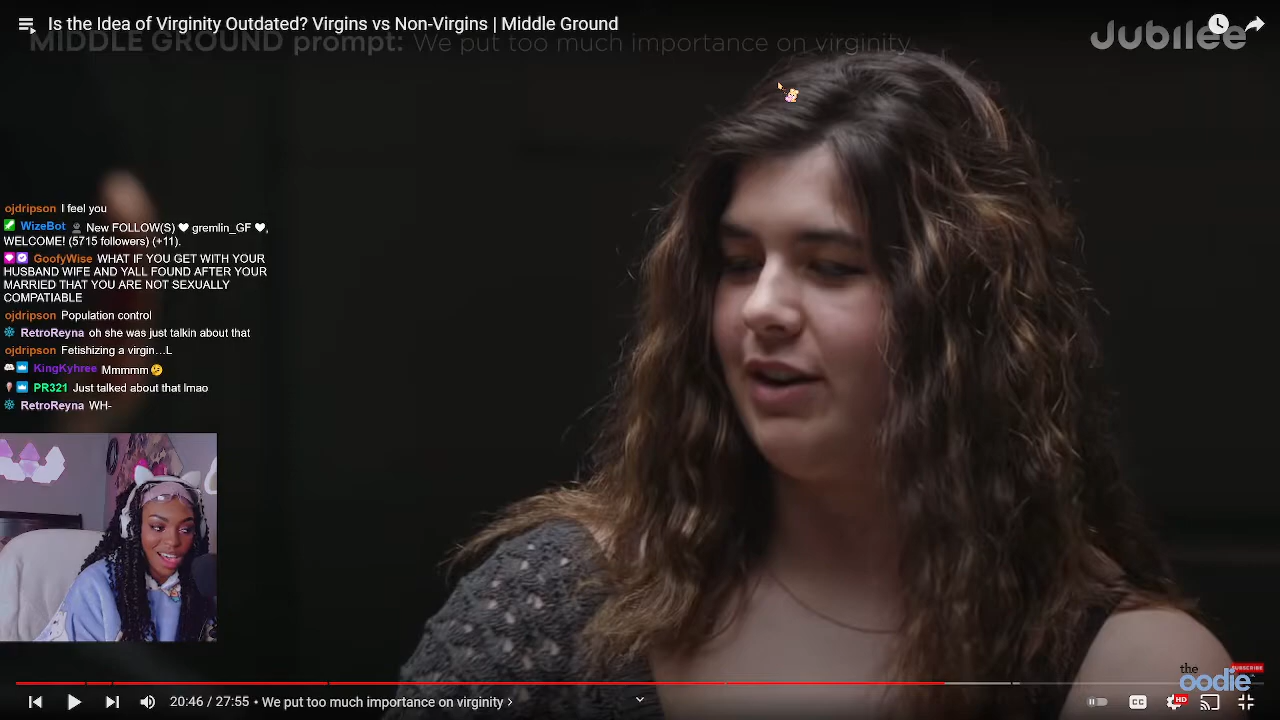 Is the Idea of Virginity Outdated? Virgins vs Non-Virgins | Middle Ground
MIDDLE GROUND prompt: We put too much importance on virginity
Jubilee
ojdripson I feel you
WizeBot New FOLLOW(S) ♥ gremlin_GF ♥,
WELCOME! (5715 followers) (+11).
GoofyWise WHAT IF YOU GET WITH YOUR
HUSBAND WIFE AND YALL FOUND AFTER YOUR
MARRIED THAT YOU ARE NOT SEXUALLY
COMPATIABLE
ojdripson Population control
RetroReyna oh she was just talkin about that
ojdripson Fetishizing a virgin...L
KingKyhree Mmmmm 🤔
PR321 Just talked about that lmao
RetroReyna WH-
SUBSCRIBE
the
oodie
20:46 / 27:55 • We put too much importance on virginity
CC
HD